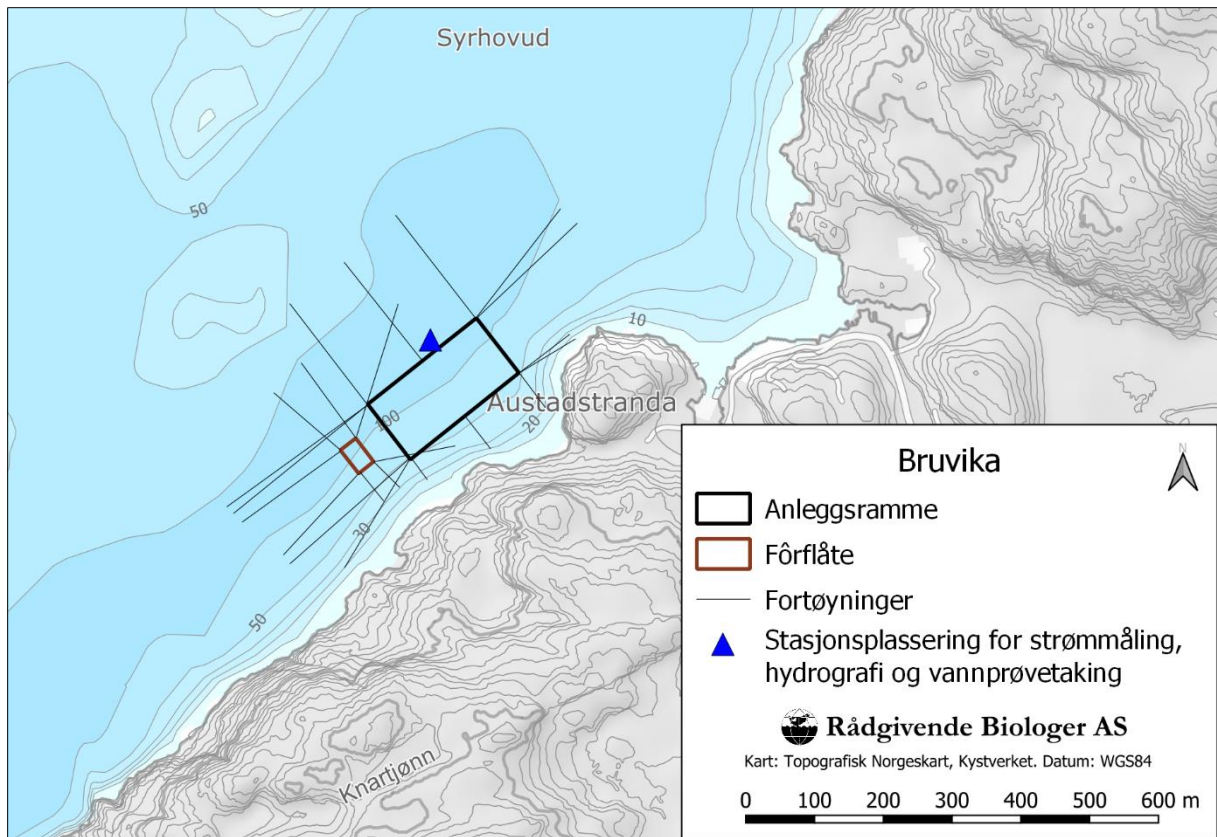 Syrhovud
50
10
100
Austadstranda
20
30
50
Knartjønn
Bruvika
N
Anleggsramme
Fôrflåte
Fortøyninger
Stasjonsplassering for strømmåling,
hydrografi og vannprøvetaking
Rådgivende Biologer AS
Kart: Topografisk Norgeskart, Kystverket. Datum: WGS84
0 100 200 300 400 500 600 m